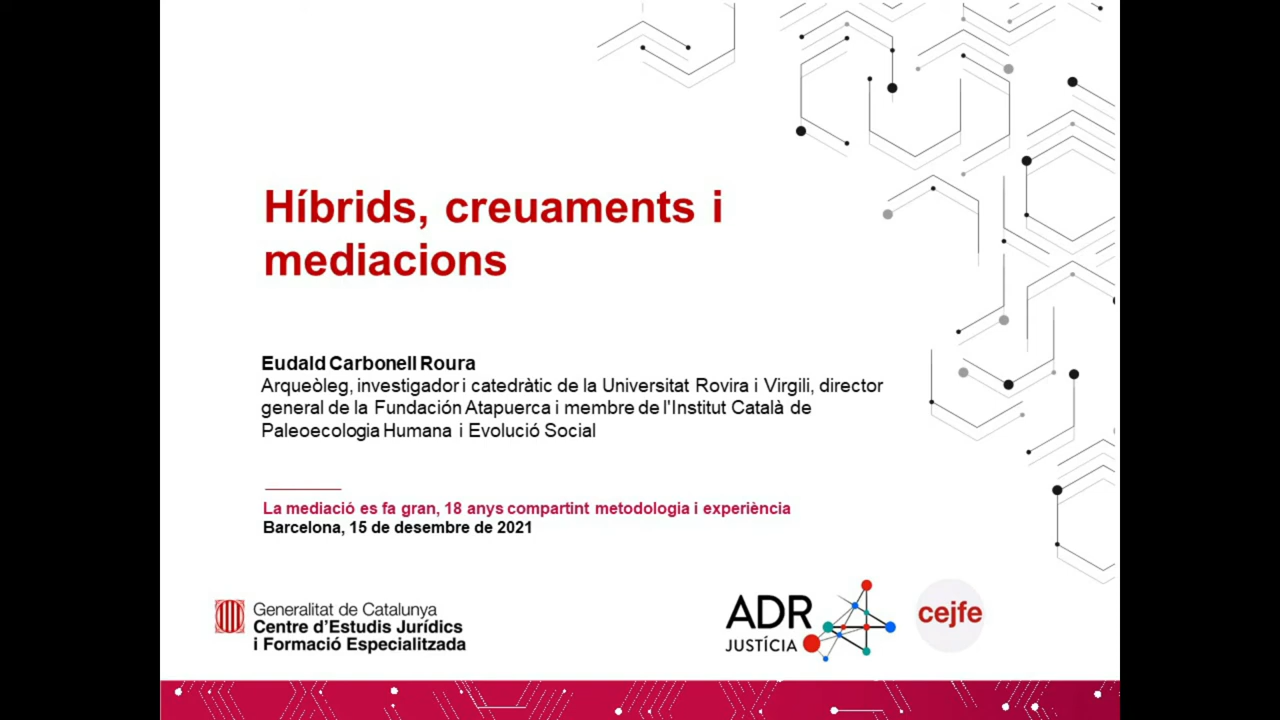 Híbrids, creuaments i
mediacions
Eudald Carbonell Roura
Arqueòleg, investigador i catedràtic de la Universitat Rovira i Virgili, director
general de la Fundación Atapuerca i membre de l'Institut Català de
Paleoecologia Humana i Evolució Social
La mediació es fa gran, 18 anys compartint metodologia i experiència
Barcelona, 15 de desembre de 2021
Generalitat de Catalunya
Centre d'Estudis Jurídics
i Formació Especialitzada
ADR
JUSTÍCIA
cejfe